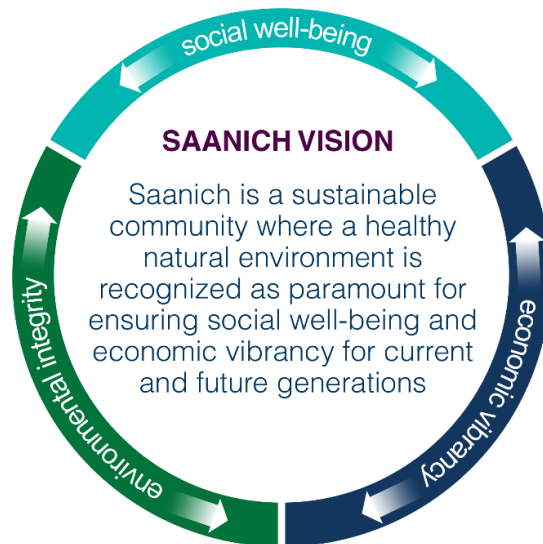 social well-being
SAANICH VISION
Saanich is a sustainable
community where a healthy
natural environment is
recognized as paramount for
ensuring social well-being and
economic vibrancy for current
and future generations
environmental integrity
economic vibrancy